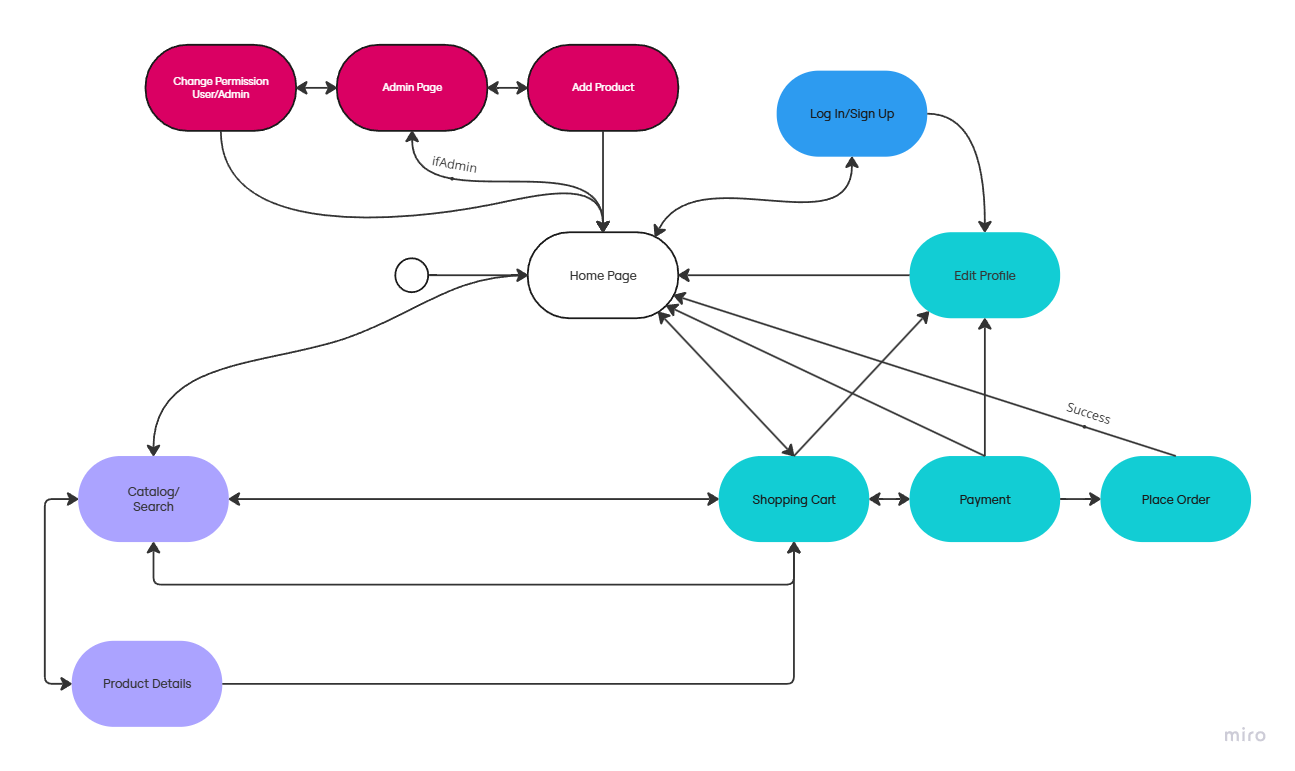 Change Permission
User/Admin
Admin Page
Add Product
Log In/Sign Up
ifAdmin
Home Page
Edit Profile
Success
Catalog/
Search
Shopping Cart
Payment
Place Order
Product Details
miro